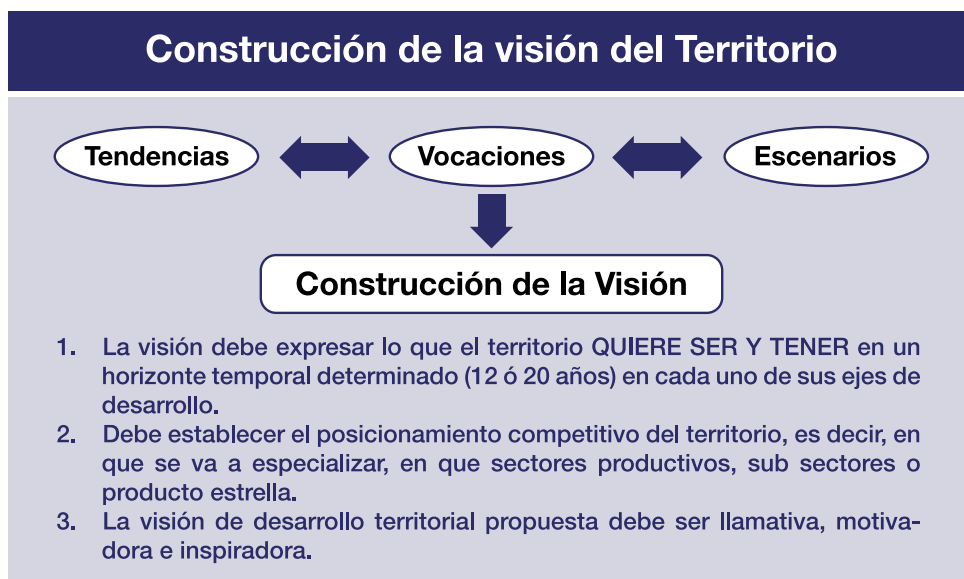 Construcción de la visión del Territorio
Tendencias
Vocaciones
Escenarios
Construcción de la Visión
1. La visión debe expresar lo que el territorio QUIERE SER Y TENER en un
horizonte temporal determinado (12 ó 20 años) en cada uno de sus ejes de
desarrollo.
2. Debe establecer el posicionamiento competitivo del territorio, es decir, en
que se va a especializar, en que sectores productivos, sub sectores o
producto estrella.
3. La visión de desarrollo territorial propuesta debe ser llamativa, motiva-
dora e inspiradora.